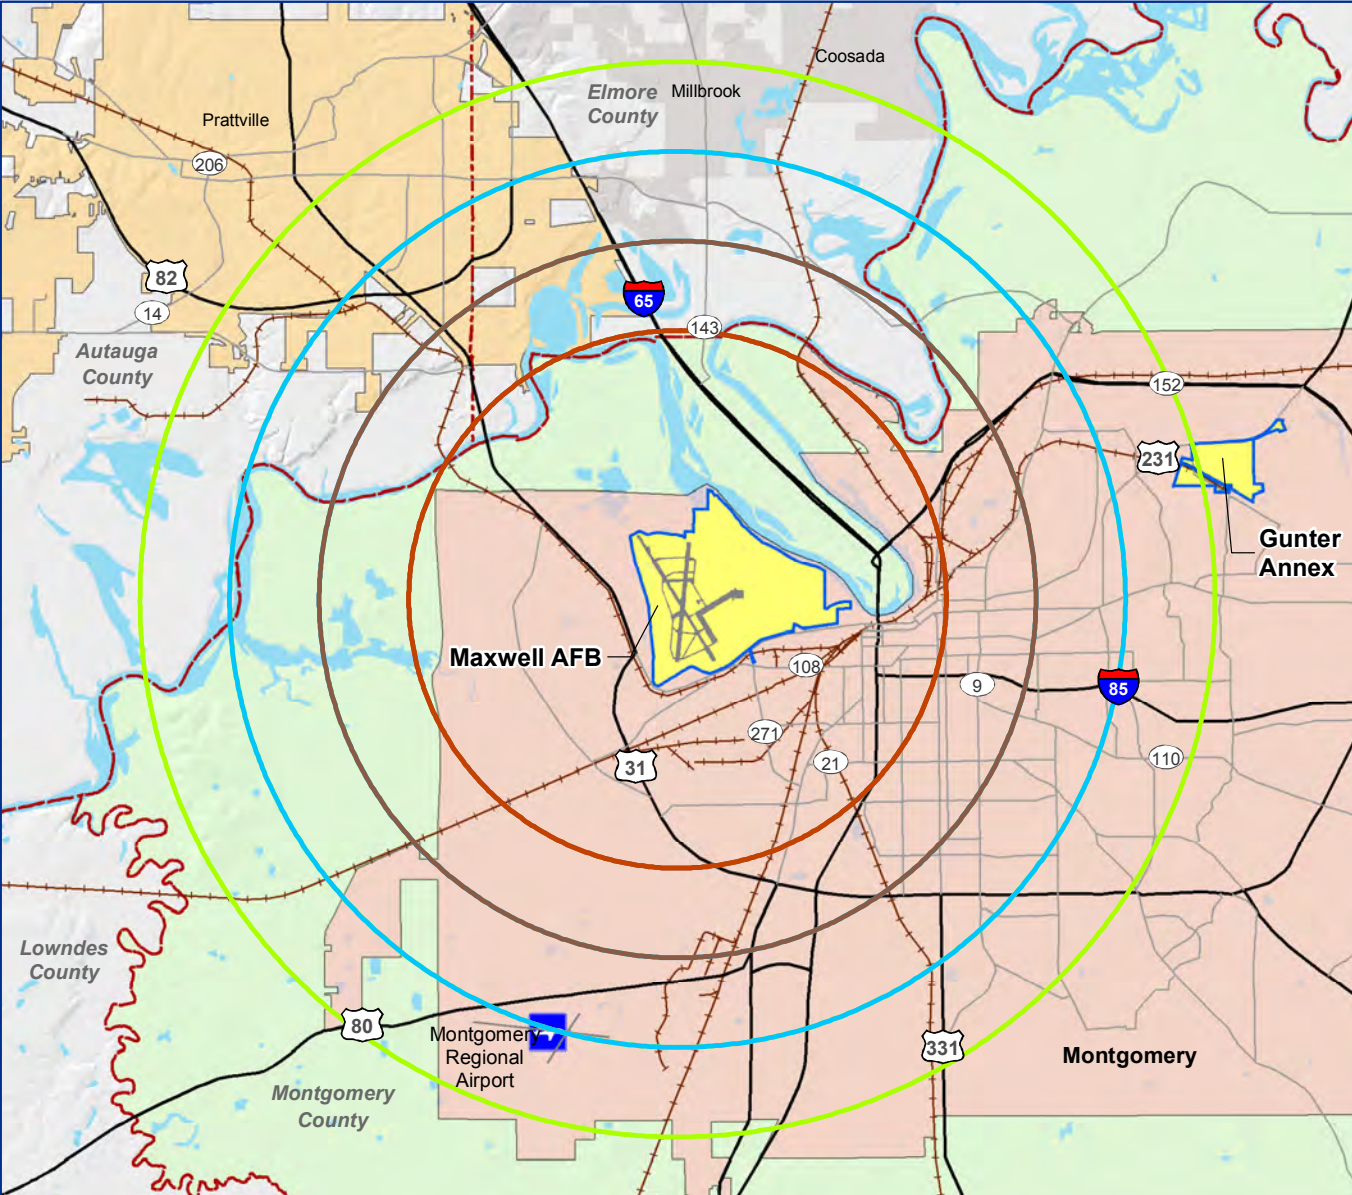 Coosada
Elmore
County
Millbrook
Prattville
206
82
65
14
143
Autauga
County
152
231
Gunter
Annex
Maxwell AFB
108
9
85
271
31
21
110
Lowndes
County
80
Montgomery
Regional
Airport
331
Montgomery
Montgomery
County